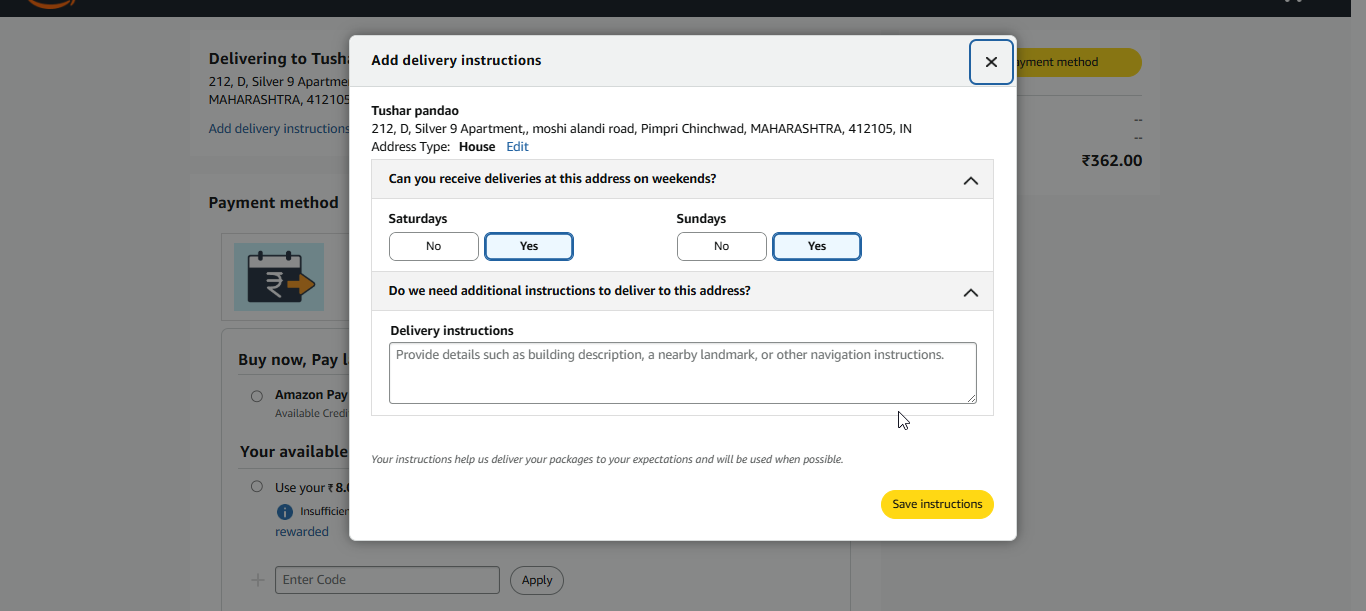 Delivering to Tush
212, D, Silver 9 Apartme
MAHARASHTRA, 412105
Add delivery instructions
Payment method
Buy now, Pay l
Amazon Pay
Available Credi
Your available
Use your ₹ 8.0
Insufficien
rewarded
Enter Code
Apply
Add delivery instructions
Tushar pandao
212, D, Silver 9 Apartment,, moshi alandi road, Pimpri Chinchwad, MAHARASHTRA, 412105, IN
Address Type: House Edit
Can you receive deliveries at this address on weekends?
Saturdays Sundays
No Yes No Yes
Do we need additional instructions to deliver to this address?
Delivery instructions
Provide details such as building description, a nearby landmark, or other navigation instructions.
Your instructions help us deliver your packages to your expectations and will be used when possible.
Save instructions
yment method
--
--
₹362.00